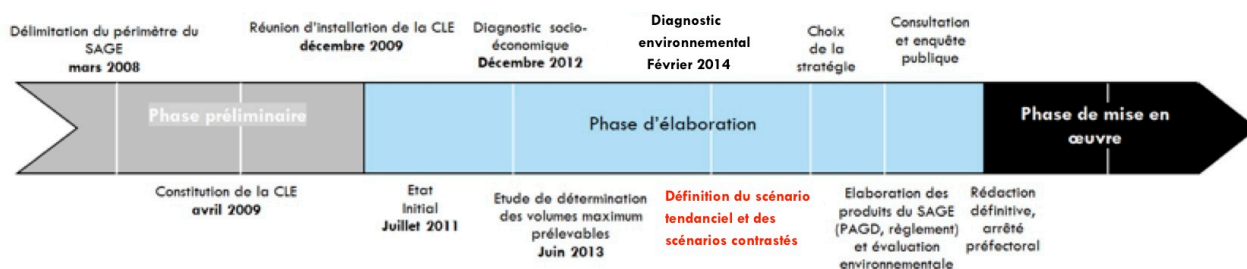 Délimitation du périmètre du
SAGE
mars 2008
Réunion d'installation de la CLE
décembre 2009
Diagnostic socio-
économique
Décembre 2012
Diagnostic
environnemental
Février 2014
Choix
de la
stratégie
Consultation
et enquête
publique
Phase préliminaire
Phase d'élaboration
Phase de mise en
œuvre
Constitution de la CLE
avril 2009
Etat
Initial
Juillet 2011
Etude de détermination
des volumes maximum
prélevables
Juin 2013
Définition du scénario
tendanciel et des
scénarios contrastés
Elaboration des
produits du SAGE
(PAGD, règlement)
et évaluation
environnementale
Rédaction
définitive,
arrêté
préfectoral